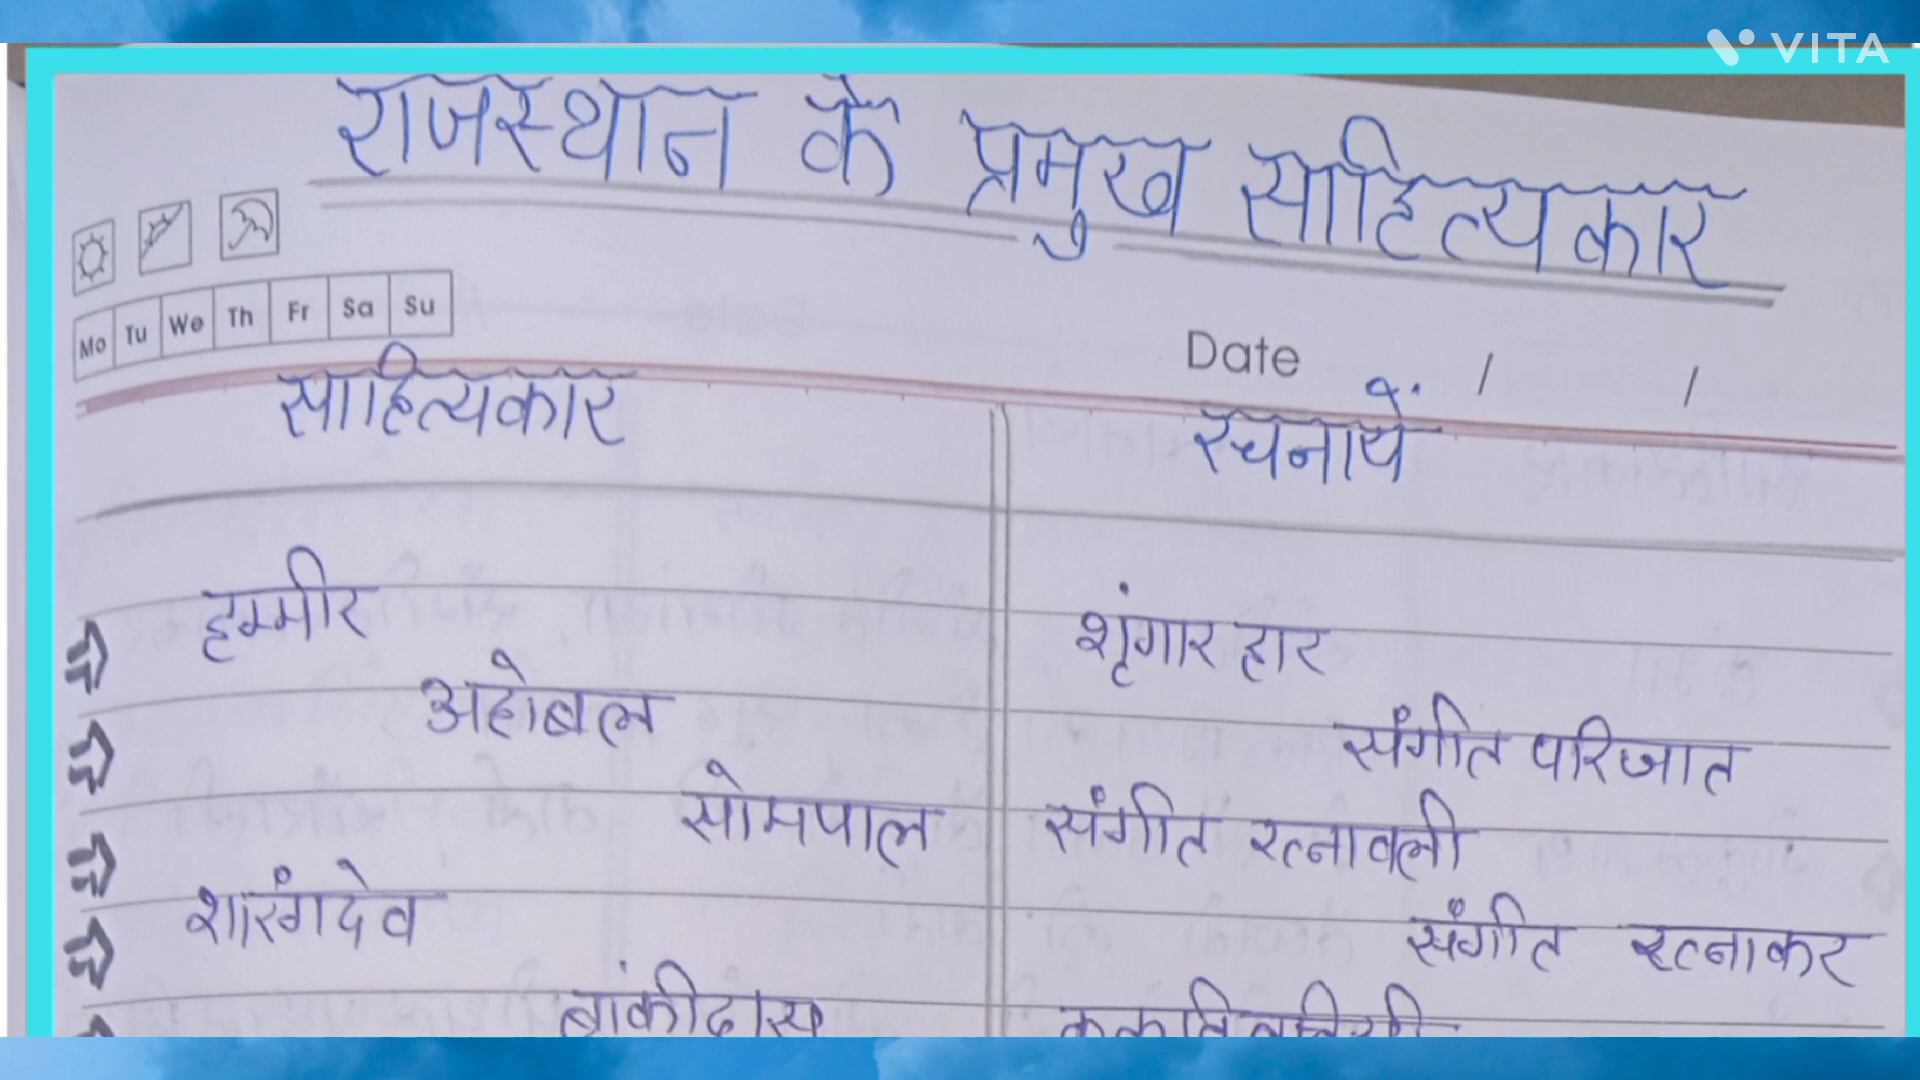 VITA
राजस्थान के प्रमुख साहित्यकार
Mo Tu We Th Fr Sa Su
Date / /
साहित्यकार रचनायें
हम्मीर शृंगार हार
अहोबल संगीत परिजात
सोमपाल संगीत रत्नावली
शारंगदेव संगीत रत्नाकर
बांकीदास